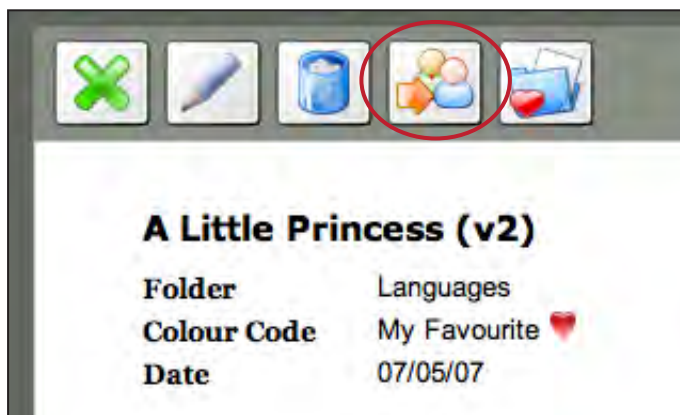 A Little Princess (v2)
Folder Languages
Colour Code My Favourite
Date 07/05/07